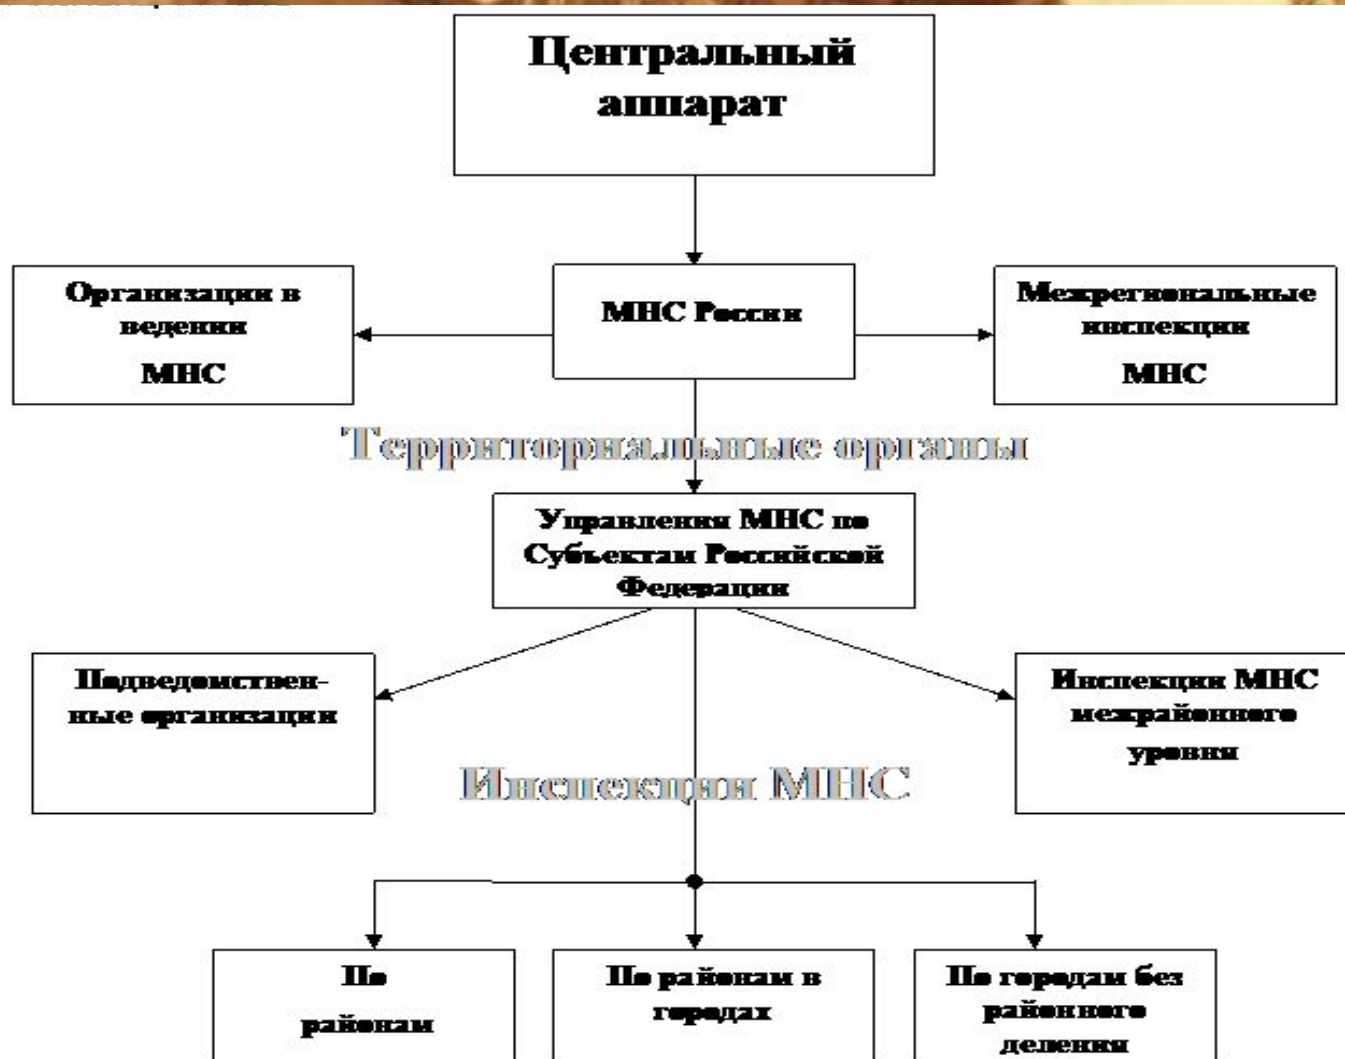 Центральный
аппарат
Организации в
ведении
МНС
МНС России
Межрегиональные
инспекции
МНС
Территориальные органы
Управления МНС по
Субъектам Российской
Федерации
Подведомствен-
ные организации
Инспекции МНС
межрайонного
уровня
Инспекции МНС
По
районам
По районам в
городах
По городам без
районного
деления